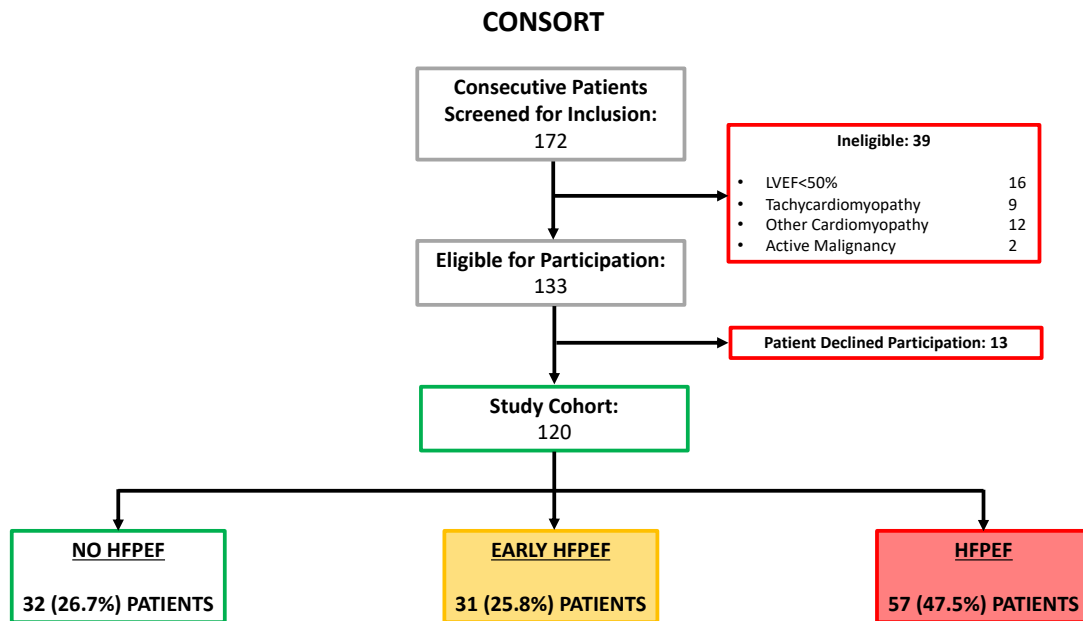 CONSORT
Consecutive Patients
Screened for Inclusion:
172
Ineligible: 39
• LVEF<50% 16
• Tachycardiomyopathy 9
• Other Cardiomyopathy 12
• Active Malignancy 2
Eligible for Participation:
133
Patient Declined Participation: 13
Study Cohort:
120
NO HFPEF
32 (26.7%) PATIENTS
EARLY HFPEF
31 (25.8%) PATIENTS
HFPEF
57 (47.5%) PATIENTS